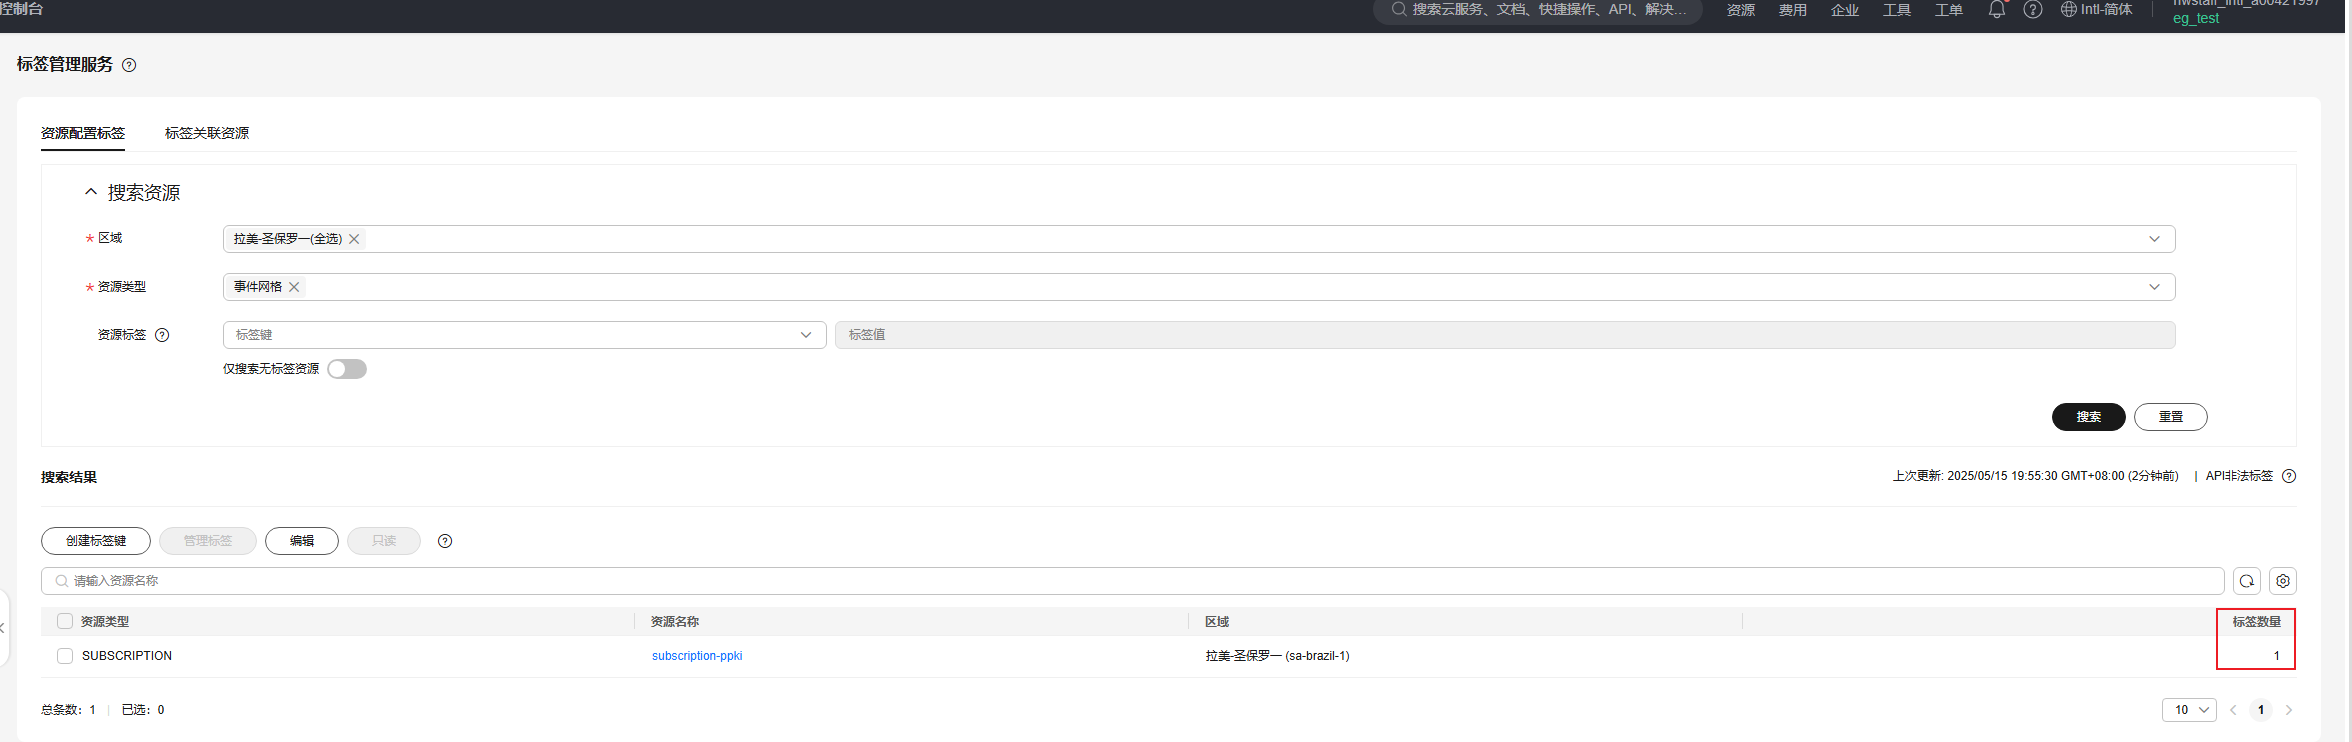 控制台
搜索云服务、文档、快捷操作、API、解决... 资源 费用 企业 工具 工单 Intl-简体
eg_test
标签管理服务
资源配置标签 标签关联资源
搜索资源
* 区域 拉美-圣保罗一(全选)
* 资源类型 事件网格
资源标签 标签键 标签值
仅搜索无标签资源
搜索 重置
搜索结果 上次更新: 2025/05/15 19:55:30 GMT+08:00 (2分钟前) | API非法标签
创建标签键 管理标签 编辑 只读
请输入资源名称
资源类型 资源名称 区域 标签数量
SUBSCRIPTION subscription-ppki 拉美-圣保罗一 (sa-brazil-1) 1
总条数: 1 | 已选: 0 10 1